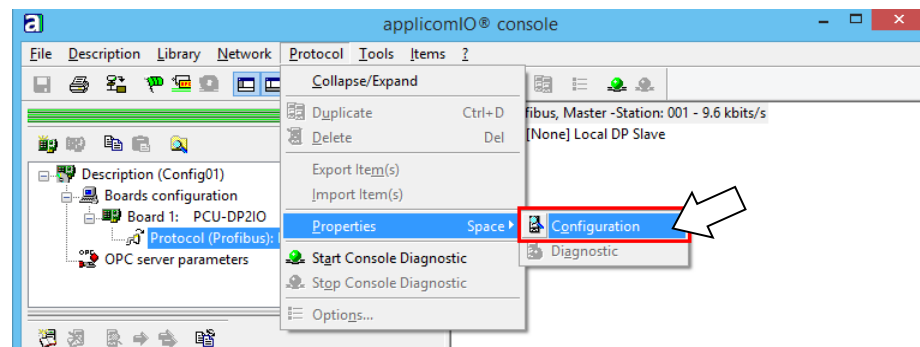 a applicomIO® console
File Description Library Network Protocol Tools Items ?
Collapse/Expand
Duplicate Ctrl+D
Delete Del
Export Item(s)
Import Item(s)
Properties Space
Start Console Diagnostic
Stop Console Diagnostic
Options...
Configuration
Diagnostic
fibus, Master -Station: 001 - 9.6 kbits/s
[None] Local DP Slave
Description (Config01)
Boards configuration
Board 1: PCU-DP2IO
Protocol (Profibus):
OPC server parameters